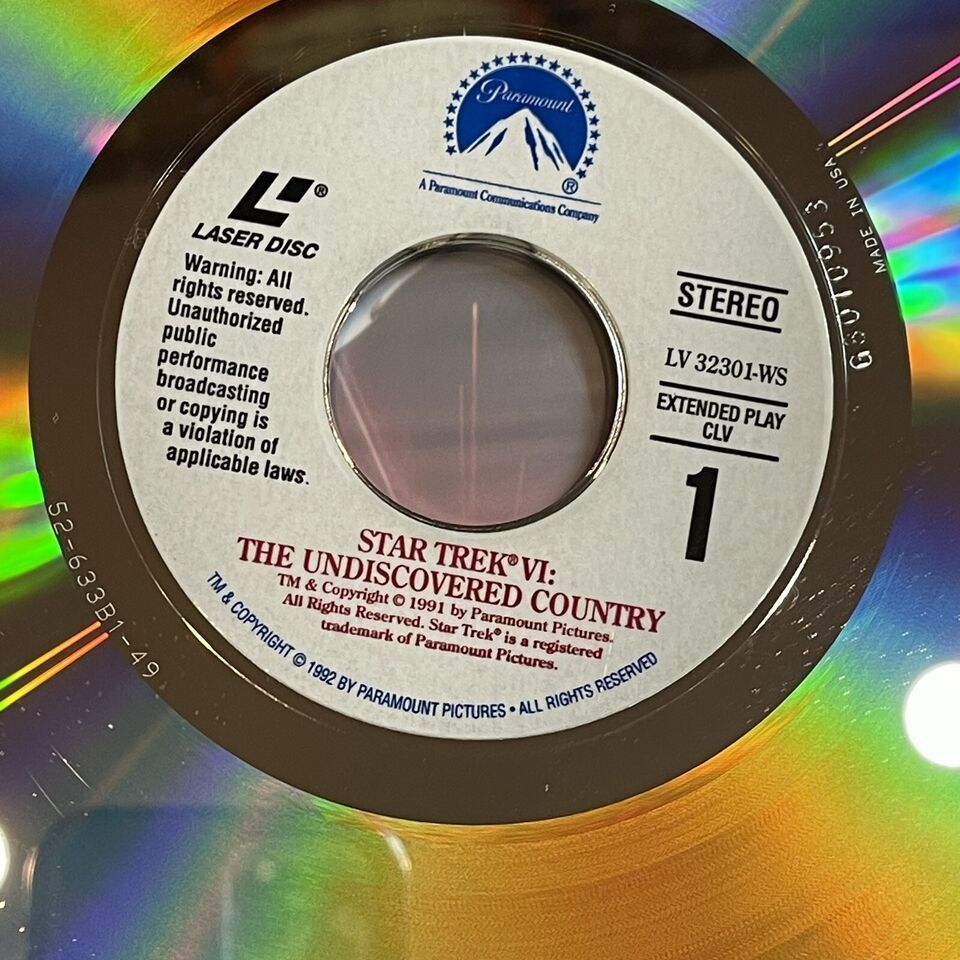 Paramount
®
A Paramount Communications Company
®
LASER DISC
Warning: All
rights reserved.
Unauthorized
public
performance
broadcasting
or copying is
a violation of
applicable laws.
STEREO
LV 32301-WS
EXTENDED PLAY
CLV
1
STAR TREK® VI:
THE UNDISCOVERED COUNTRY
TM & Copyright © 1991 by Paramount Pictures.
All Rights Reserved. Star Trek® is a registered
trademark of Paramount Pictures.
TM & COPYRIGHT © 1992 BY PARAMOUNT PICTURES • ALL RIGHTS RESERVED
MADE IN USA
52-633B1-49